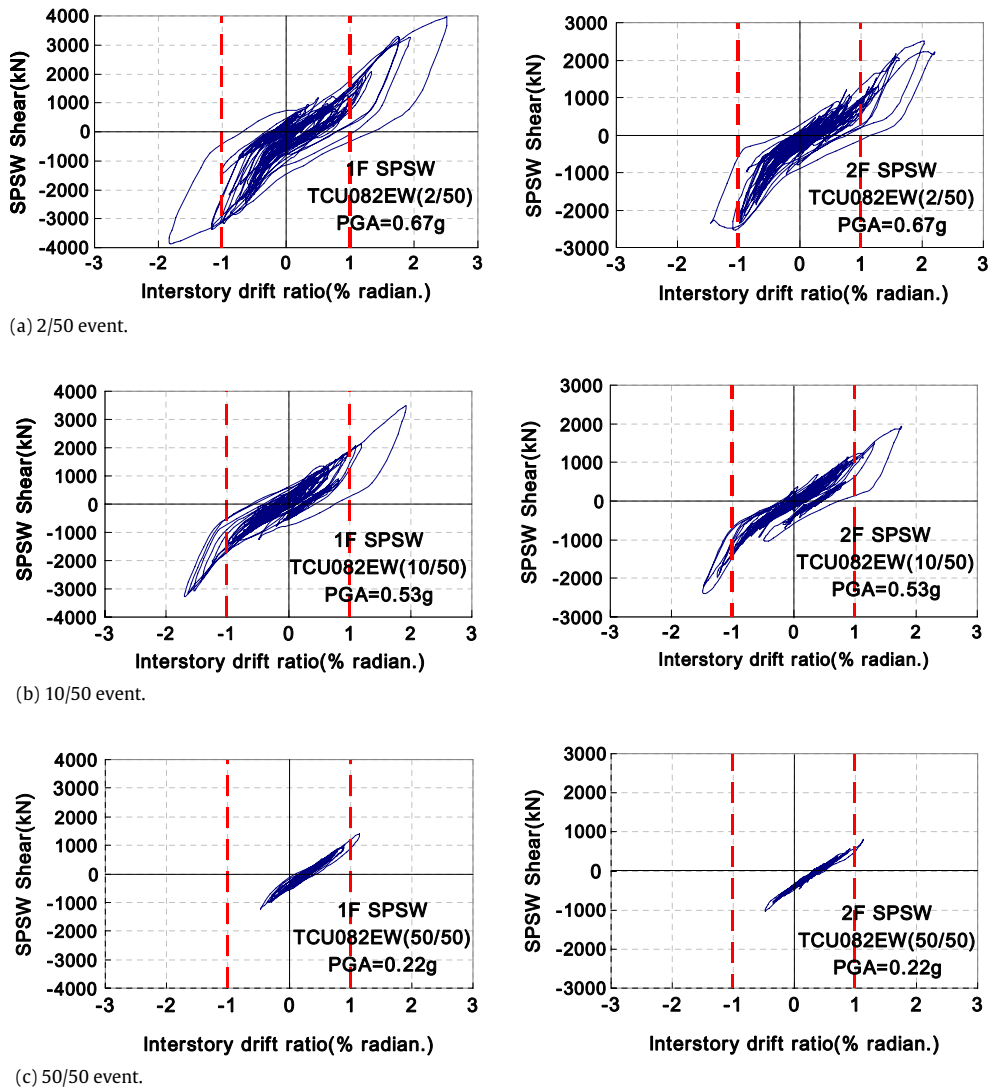 4000
3000
2000
1000
0
-1000
-2000
-3000
-4000
SPSW Shear(kN)
1F SPSW
TCU082EW(2/50)
PGA=0.67g
-3 -2 -1 0 1 2 3
Interstory drift ratio(% radian.)
3000
2000
1000
0
-1000
-2000
-3000
SPSW Shear(kN)
2F SPSW
TCU082EW(2/50)
PGA=0.67g
-3 -2 -1 0 1 2 3
Interstory drift ratio(% radian.)
(a) 2/50 event.
4000
3000
2000
1000
0
-1000
-2000
-3000
-4000
SPSW Shear(kN)
1F SPSW
TCU082EW(10/50)
PGA=0.53g
-3 -2 -1 0 1 2 3
Interstory drift ratio(% radian.)
3000
2000
1000
0
-1000
-2000
-3000
SPSW Shear(kN)
2F SPSW
TCU082EW(10/50)
PGA=0.53g
-3 -2 -1 0 1 2 3
Interstory drift ratio(% radian.)
(b) 10/50 event.
4000
3000
2000
1000
0
-1000
-2000
-3000
-4000
SPSW Shear(kN)
1F SPSW
TCU082EW(50/50)
PGA=0.22g
-3 -2 -1 0 1 2 3
Interstory drift ratio(% radian.)
3000
2000
1000
0
-1000
-2000
-3000
SPSW Shear(kN)
2F SPSW
TCU082EW(50/50)
PGA=0.22g
-3 -2 -1 0 1 2 3
Interstory drift ratio(% radian.)
(c) 50/50 event.